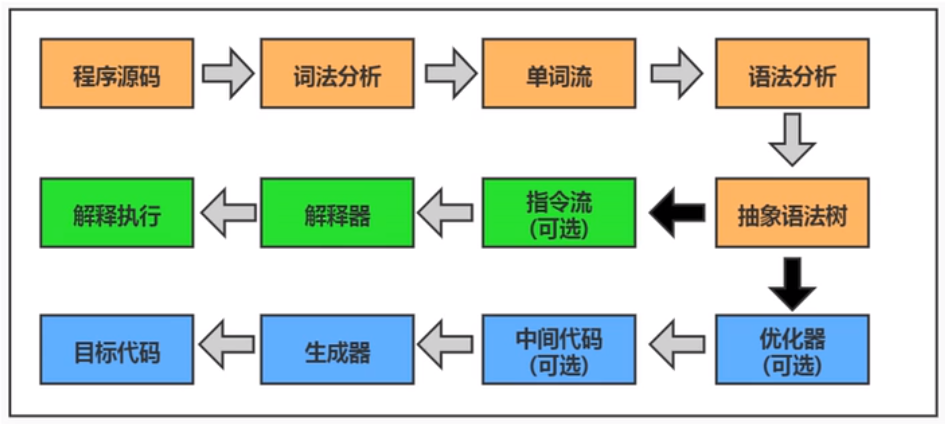 程序源码
词法分析
单词流
语法分析
解释执行
解释器
指令流
(可选)
抽象语法树
目标代码
生成器
中间代码
(可选)
优化器
(可选)